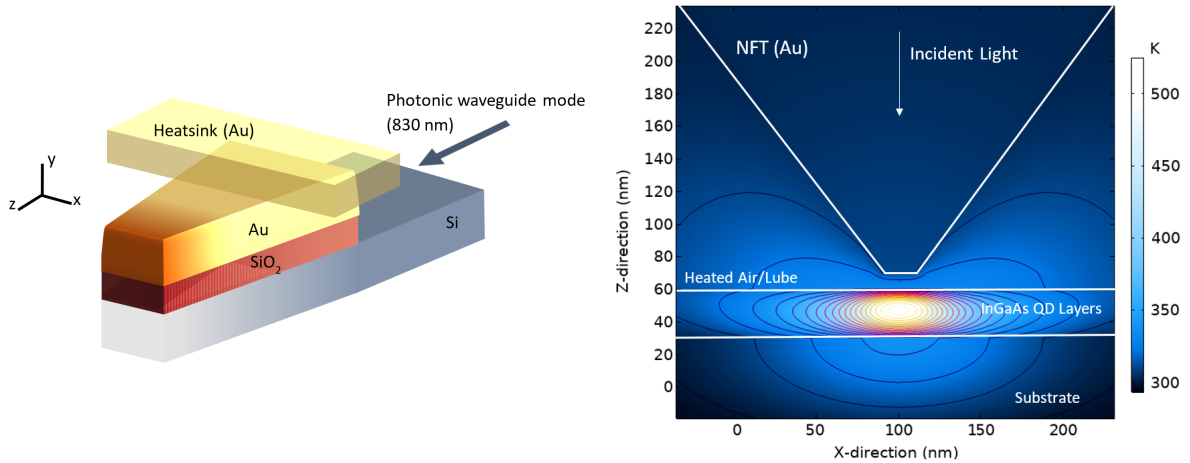 Photonic waveguide mode
(830 nm)
Heatsink (Au)
y
z
x
Au
Si
SiO2
NFT (Au)
Incident Light
Heated Air/Lube
InGaAs QD Layers
Substrate
Z-direction (nm)
220
200
180
160
140
120
100
80
60
40
20
0
0
50
100
150
200
X-direction (nm)
K
500
450
400
350
300